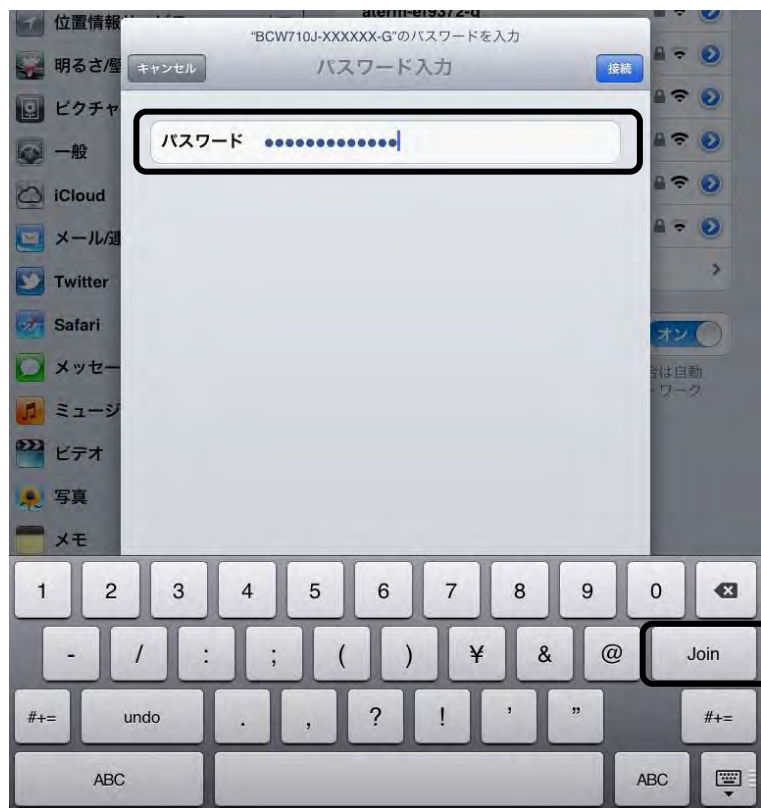 位置情報
明るさ/壁
ピクチャ
一般
iCloud
メール/連
Twitter
Safari
メッセー
ミュージ
ビデオ
写真
メモ
"BCW710J-XXXXXX-G"のパスワードを入力
キャンセル
パスワード入力
接続
パスワード
オン
合は自動
ワーク
1 2 3 4 5 6 7 8 9 0
- / : ; ( ) ¥ & @ Join
#+= undo . , ? ! ' " #+=
ABC ABC